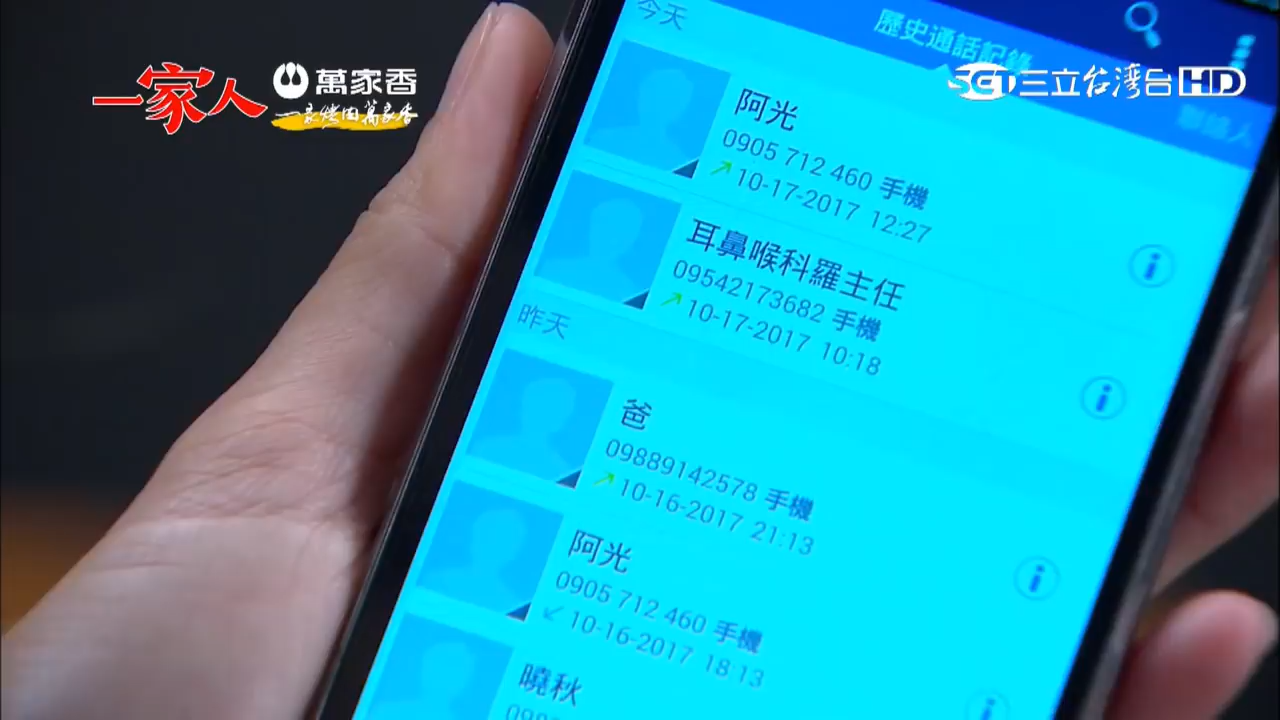 一家人
萬家香
一家烤肉萬家香
SET三立台灣台HD
今天
歷史通話記錄
聯絡人
阿光
0905 712 460 手機
10-17-2017 12:27
耳鼻喉科羅主任
09542173682 手機
10-17-2017 10:18
昨天
爸
09889142578 手機
10-16-2017 21:13
阿光
0905 712 460 手機
10-16-2017 18:13
曉秋